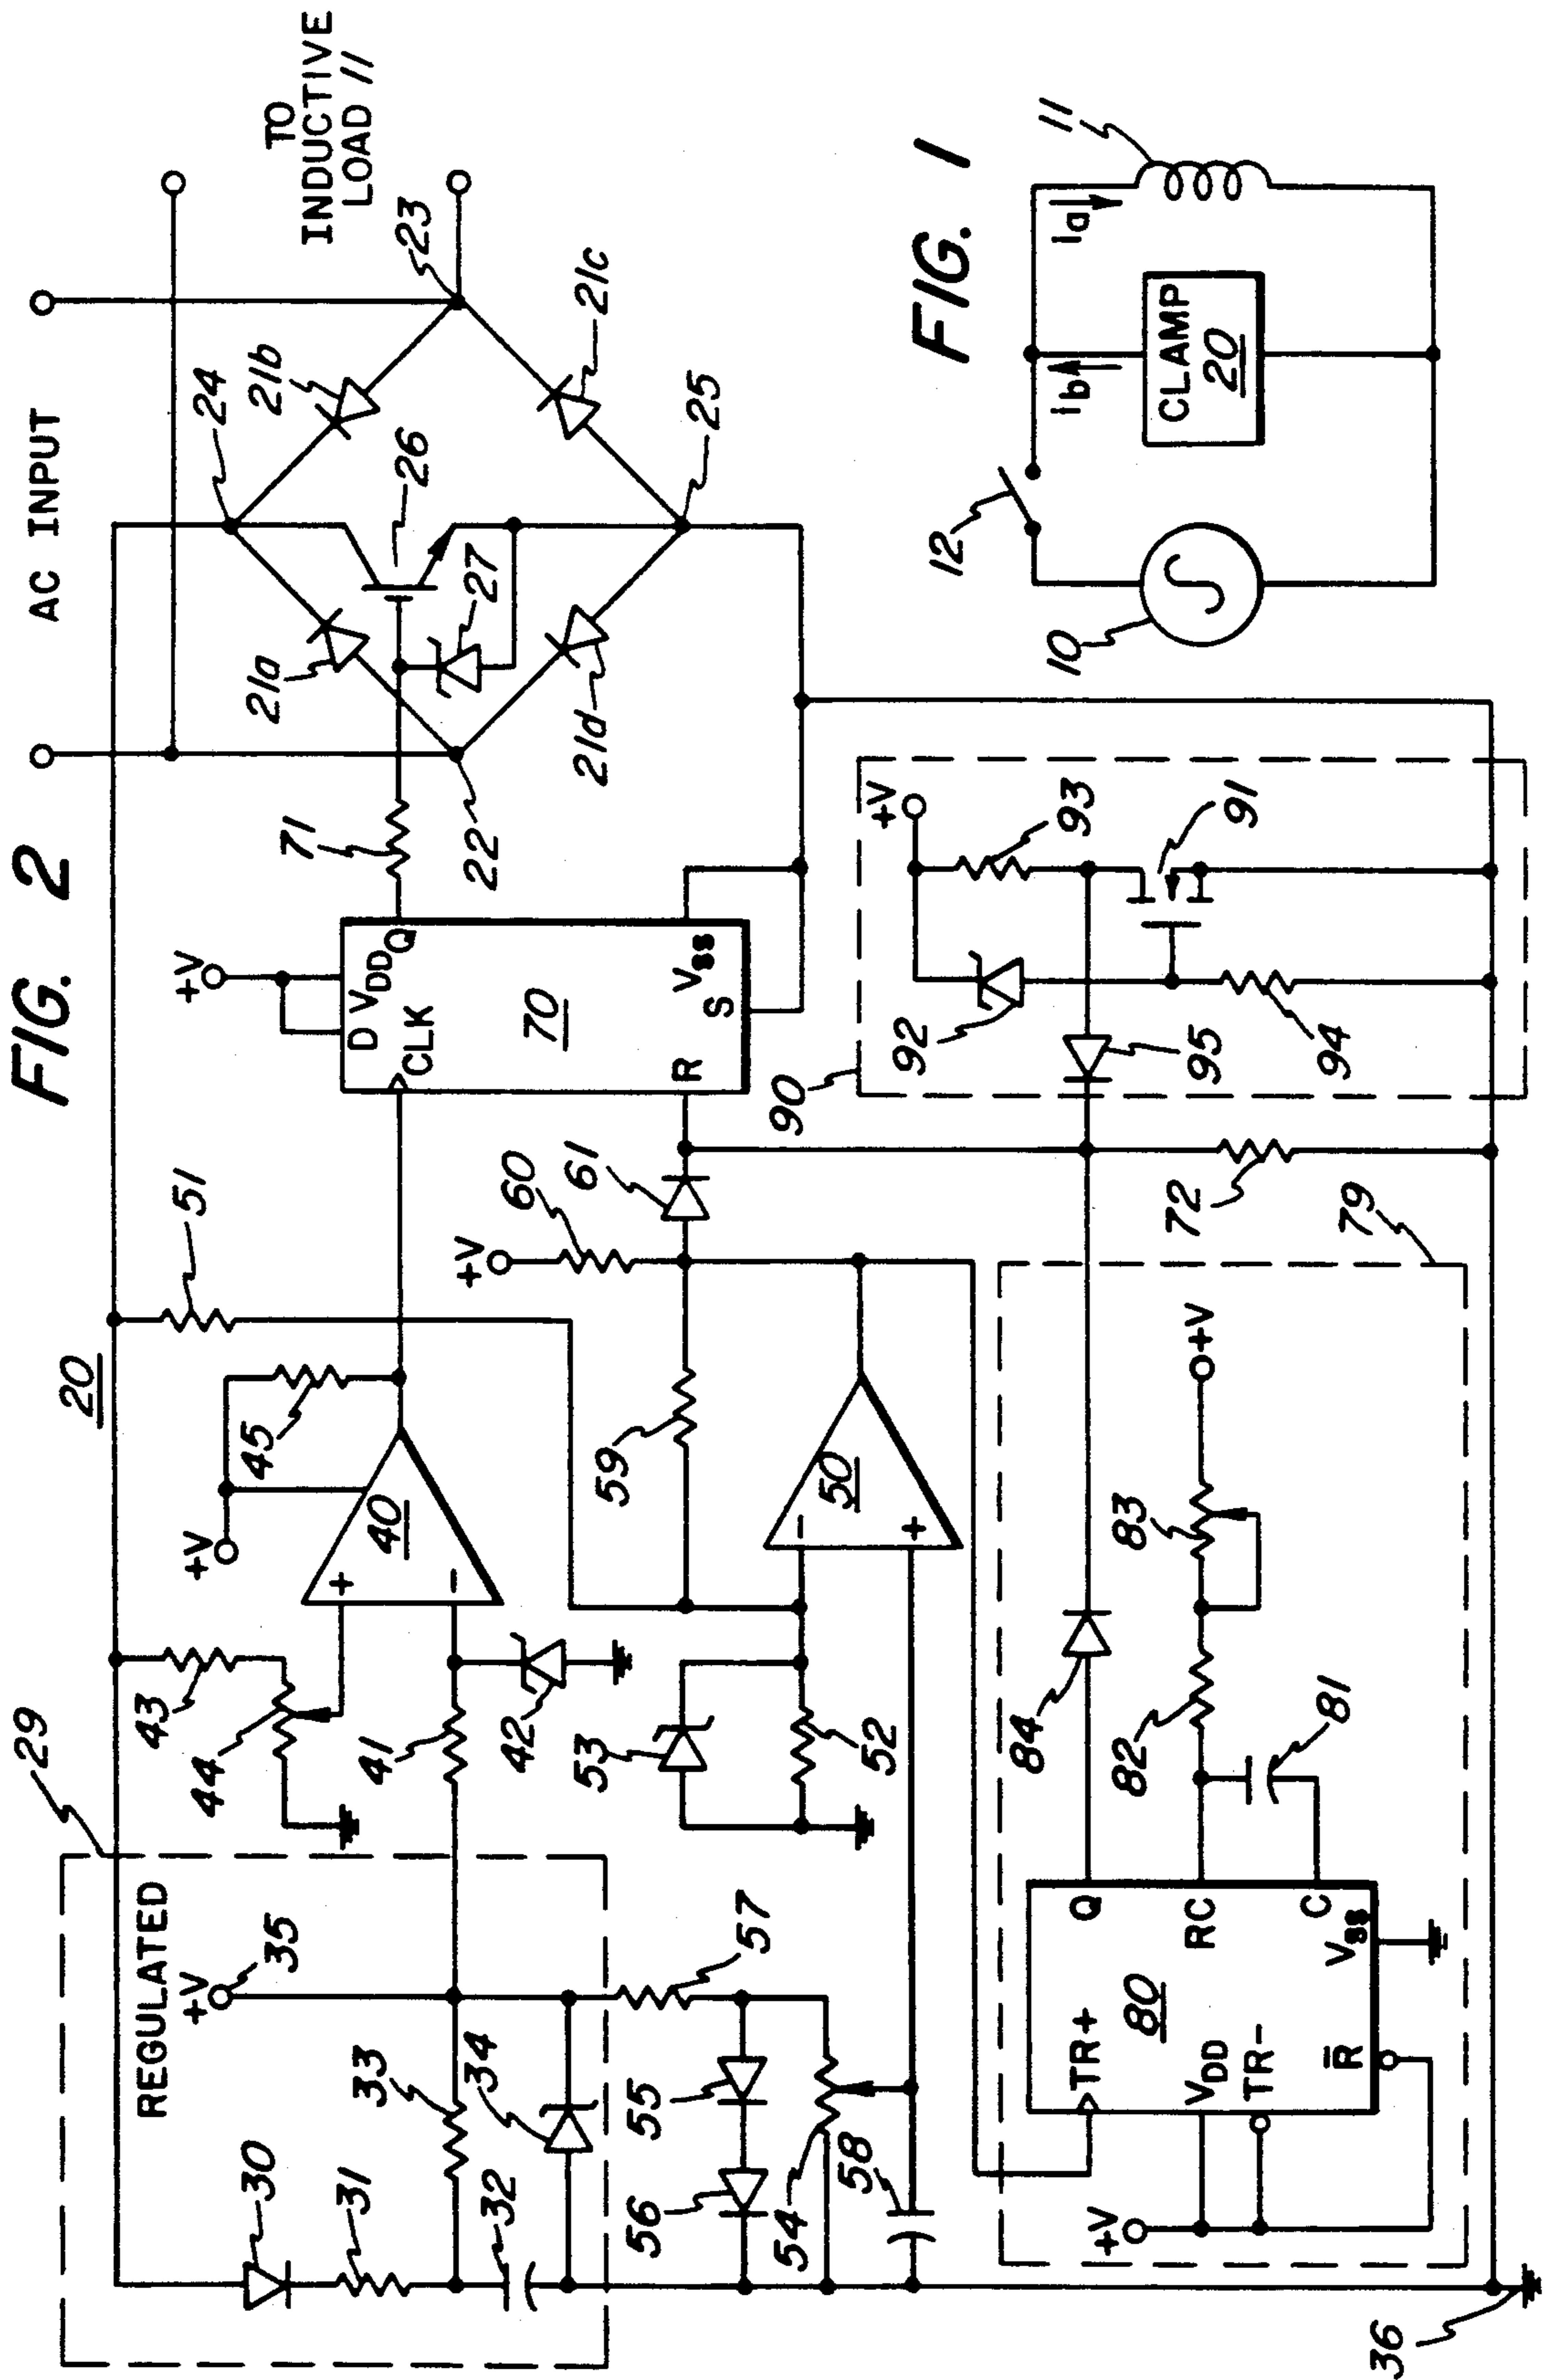 FIG. 2
AC INPUT
TO
INDUCTIVE
LOAD 11
20
29
REGULATED
+V
35
30
31
32
33
34
43
44
41
42
+V
45
40
+
-
51
+V
D VDD Q
CLK
70
R S VSS
71
22
21a
24
21b
23
26
27
21d
21c
25
53
52
59
+V
60
61
50
-
+
57
55
56
54
58
90
+V
92
93
91
95
94
72
79
84
82
83
+V
81
+V
TR+
VDD
TR-
R̅
80
Q
RC
C
VSS
36
FIG. 1
12
10
ib
CLAMP
20
ia
11